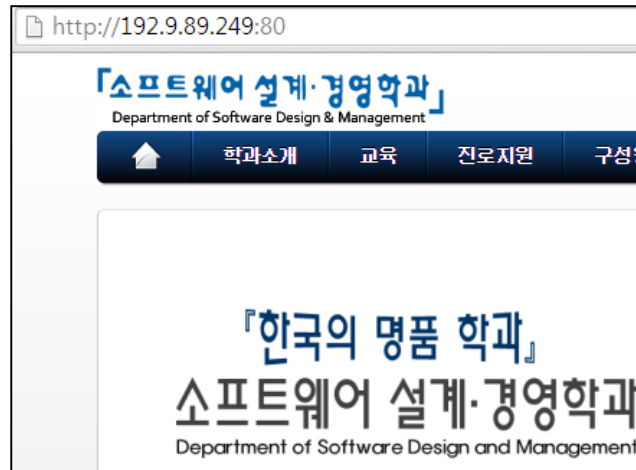 http://192.9.89.249:80
「소프트웨어 설계·경영학과」
Department of Software Design & Management
학과소개 교육 진로지원 구성
『한국의 명품 학과』
소프트웨어 설계·경영학과
Department of Software Design and Management